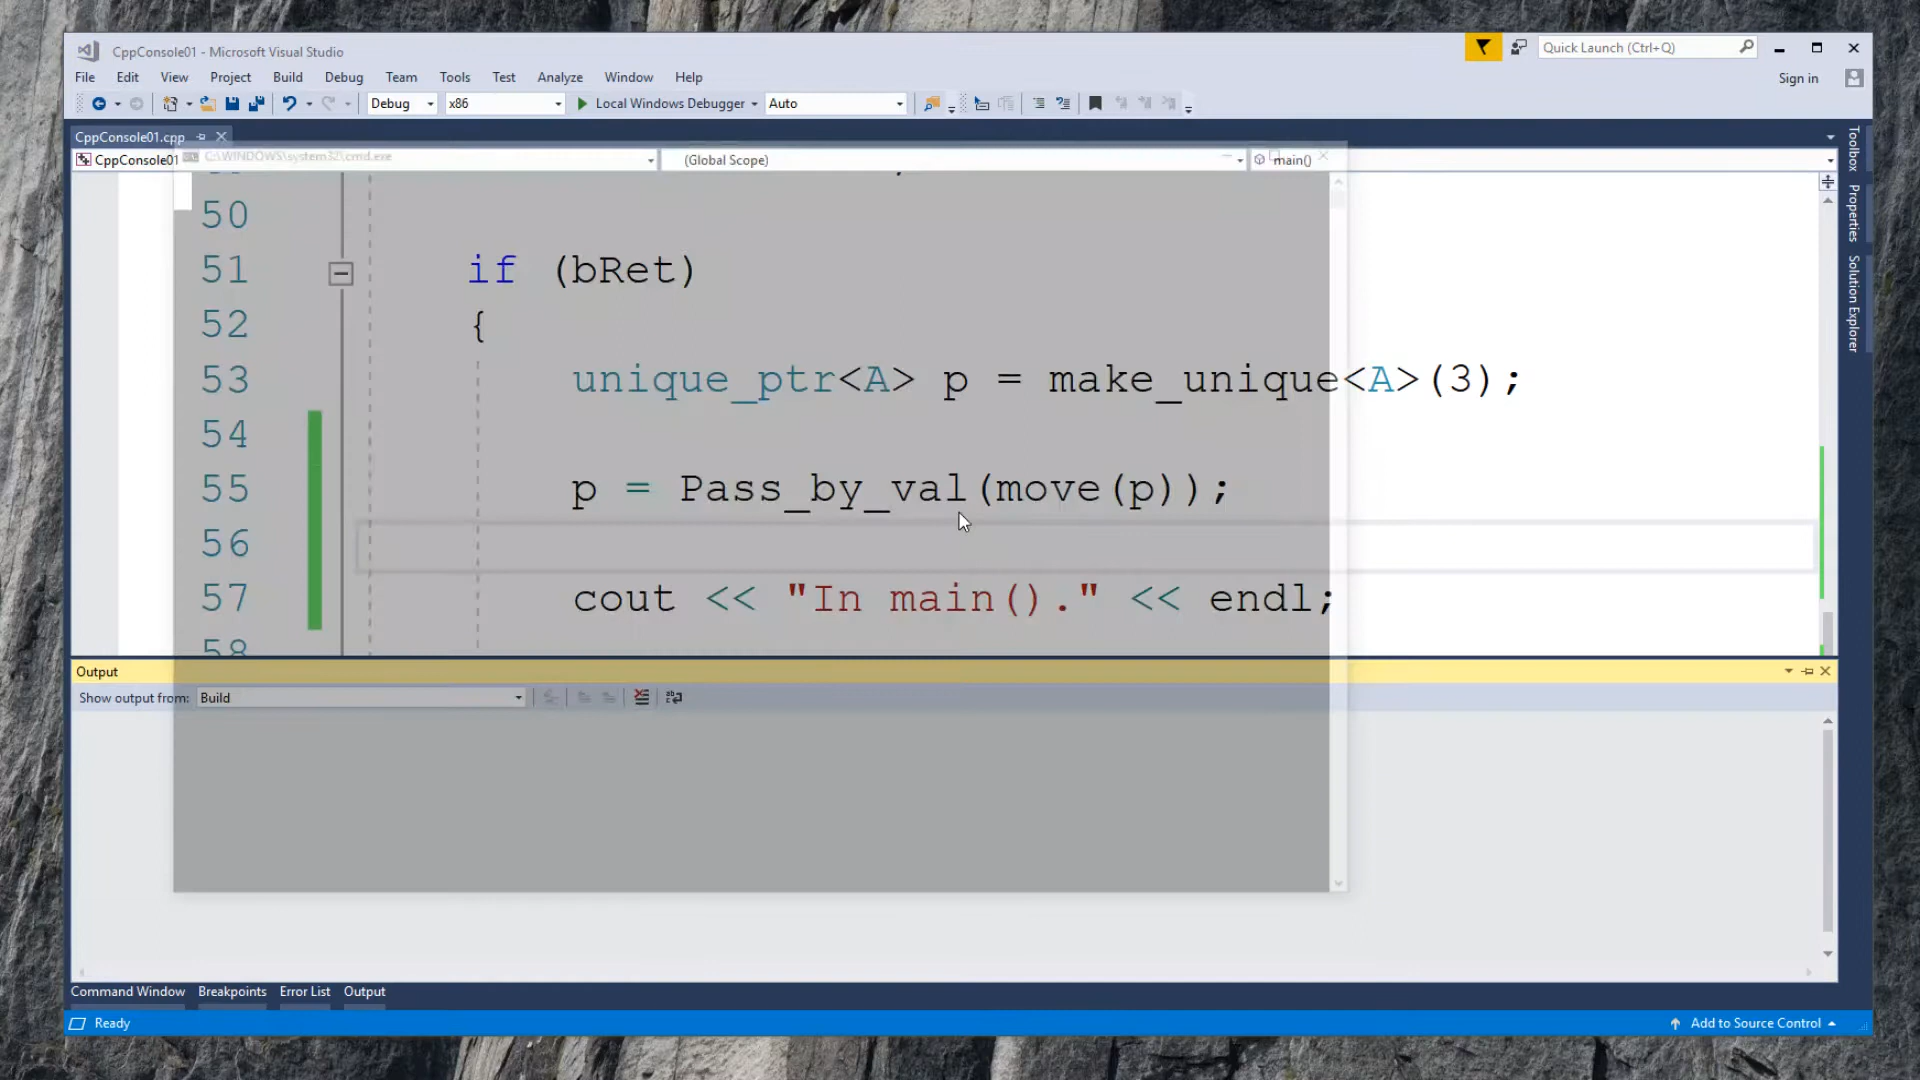 CppConsole01 - Microsoft Visual Studio
Quick Launch (Ctrl+Q)
File Edit View Project Build Debug Team Tools Test Analyze Window Help
Sign in
Debug x86 Local Windows Debugger Auto
CppConsole01.cpp
C:\WINDOWS\system32\cmd.exe
CppConsole01 (Global Scope) main()
50
51 if (bRet)
52 {
53 unique_ptr<A> p = make_unique<A>(3);
54
55 p = Pass_by_val(move(p));
56
57 cout << "In main()." << endl;
58
Toolbox
Properties
Solution Explorer
Output
Show output from: Build
Command Window Breakpoints Error List Output
Ready
Add to Source Control